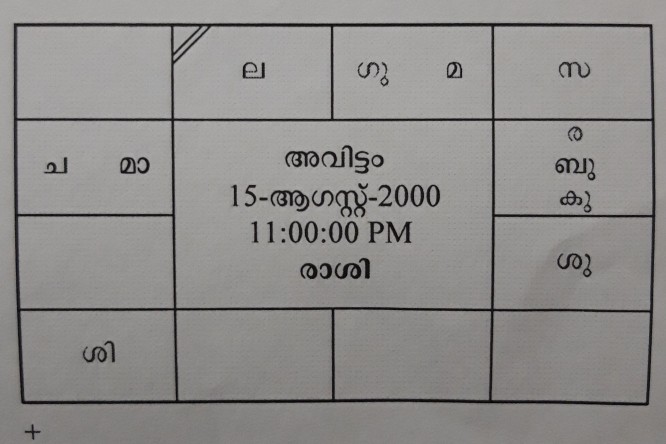 ല ഗു മ സ
ച മാ
അവിട്ടം
15-ആഗസ്റ്റ്-2000
11:00:00 PM
രാശി
ര
ബു
കു
ശു
ശി
+